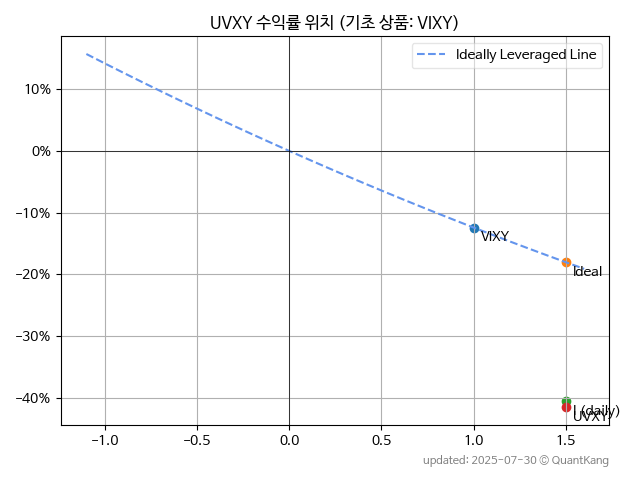 UVXY 수익률 위치 (기초 상품: VIXY)
Ideally Leveraged Line
10%
0%
−10%
−20%
−30%
−40%
VIXY
Ideal
(daily)
UVXY
−1.0
−0.5
0.0
0.5
1.0
1.5
updated: 2025-07-30 © QuantKang